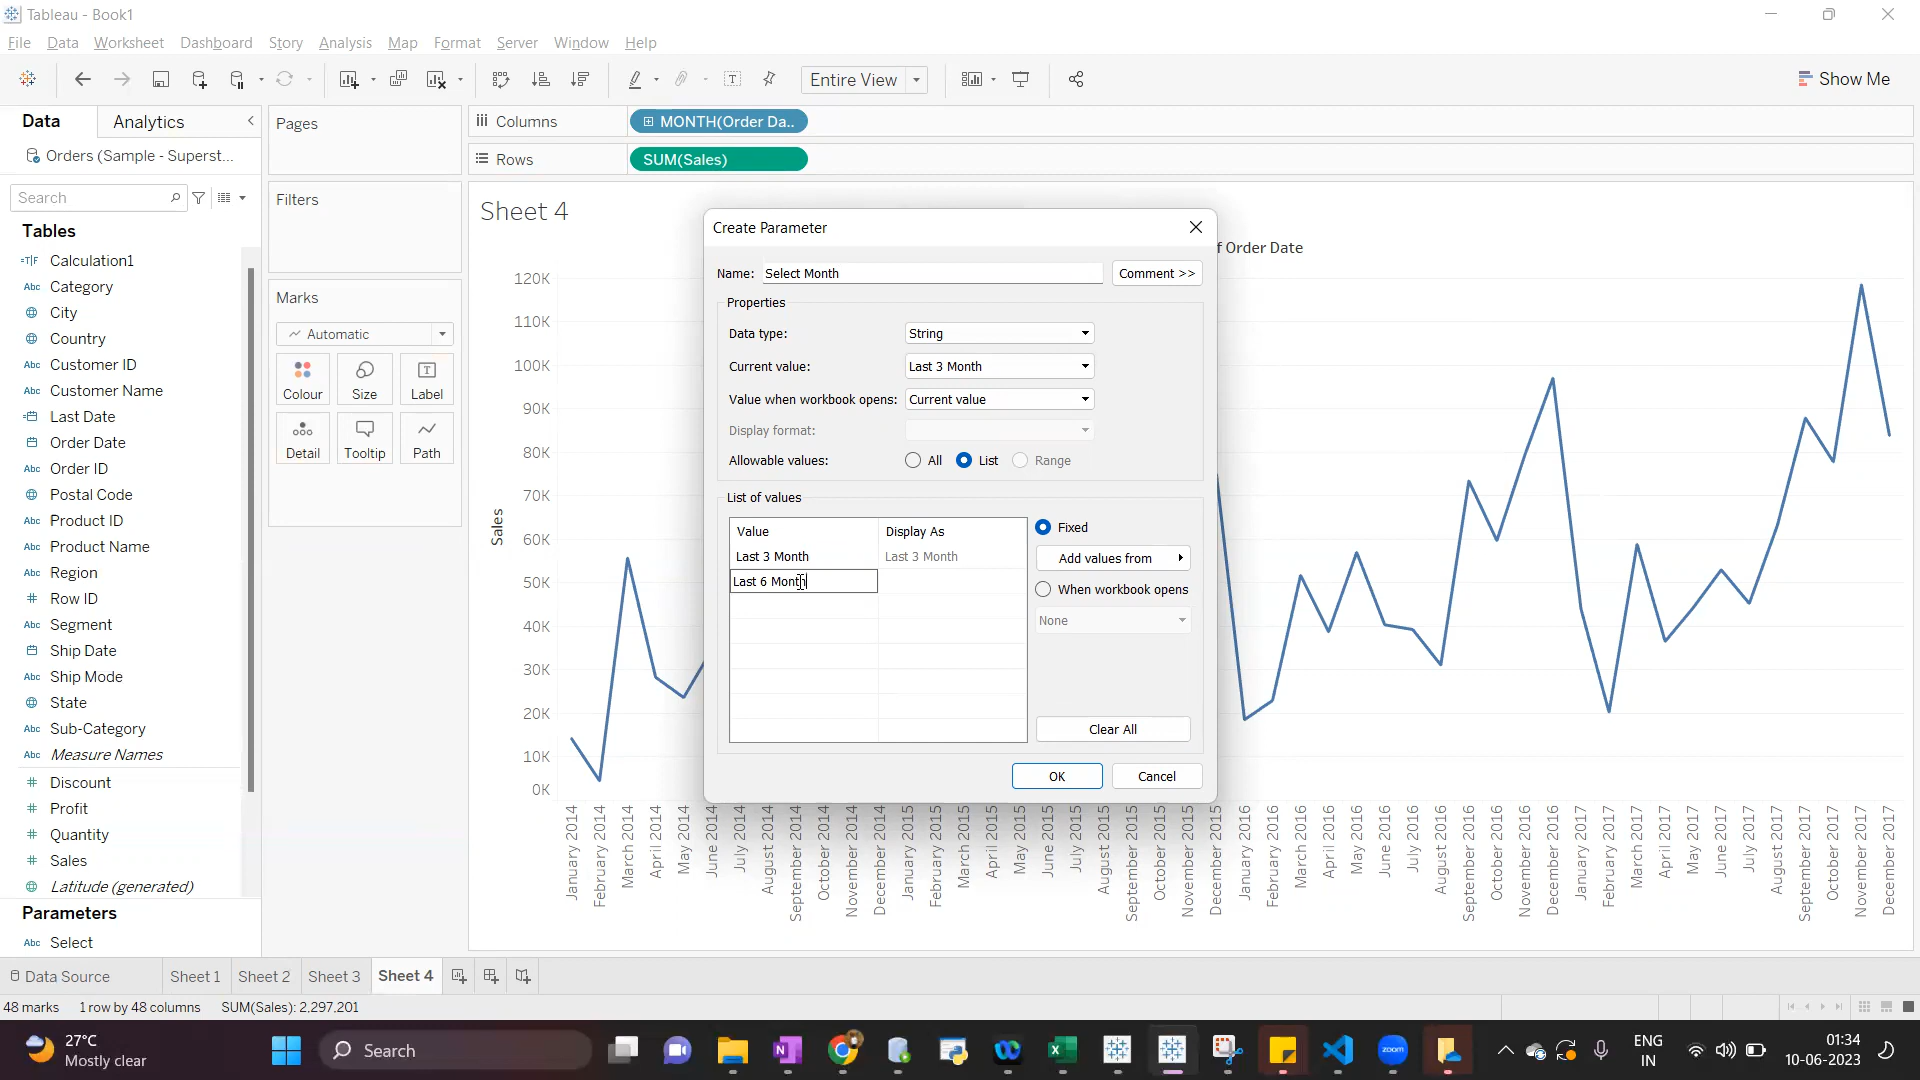 Tableau - Book1
File Data Worksheet Dashboard Story Analysis Map Format Server Window Help
Entire View
Show Me
Data Analytics
Orders (Sample - Superst...
Search
Tables
Calculation1
Category
City
Country
Customer ID
Customer Name
Last Date
Order Date
Order ID
Postal Code
Product ID
Product Name
Region
Row ID
Segment
Ship Date
Ship Mode
State
Sub-Category
Measure Names
Discount
Profit
Quantity
Sales
Latitude (generated)
Parameters
Select
Pages
Filters
Marks
Automatic
Colour Size Label
Detail Tooltip Path
Columns MONTH(Order Da..
Rows SUM(Sales)
Sheet 4
f Order Date
Sales
120K
110K
100K
90K
80K
70K
60K
50K
40K
30K
20K
10K
0K
Create Parameter
Name: Select Month Comment >>
Properties
Data type: String
Current value: Last 3 Month
Value when workbook opens: Current value
Display format:
Allowable values: All List Range
List of values
Value Display As
Last 3 Month Last 3 Month
Last 6 Month
Fixed
Add values from
When workbook opens
None
Clear All
OK Cancel
January 2014
February 2014
March 2014
April 2014
May 2014
June 2014
July 2014
August 2014
September 2014
October 2014
November 2014
December 2014
January 2015
February 2015
March 2015
April 2015
May 2015
June 2015
July 2015
August 2015
September 2015
October 2015
November 2015
December 2015
January 2016
February 2016
March 2016
April 2016
May 2016
June 2016
July 2016
August 2016
September 2016
October 2016
November 2016
December 2016
January 2017
February 2017
March 2017
April 2017
May 2017
June 2017
July 2017
August 2017
September 2017
October 2017
November 2017
December 2017
Data Source Sheet 1 Sheet 2 Sheet 3 Sheet 4
48 marks 1 row by 48 columns SUM(Sales): 2,297,201
27°C
Mostly clear
Search
zoom
ENG
IN
01:34
10-06-2023